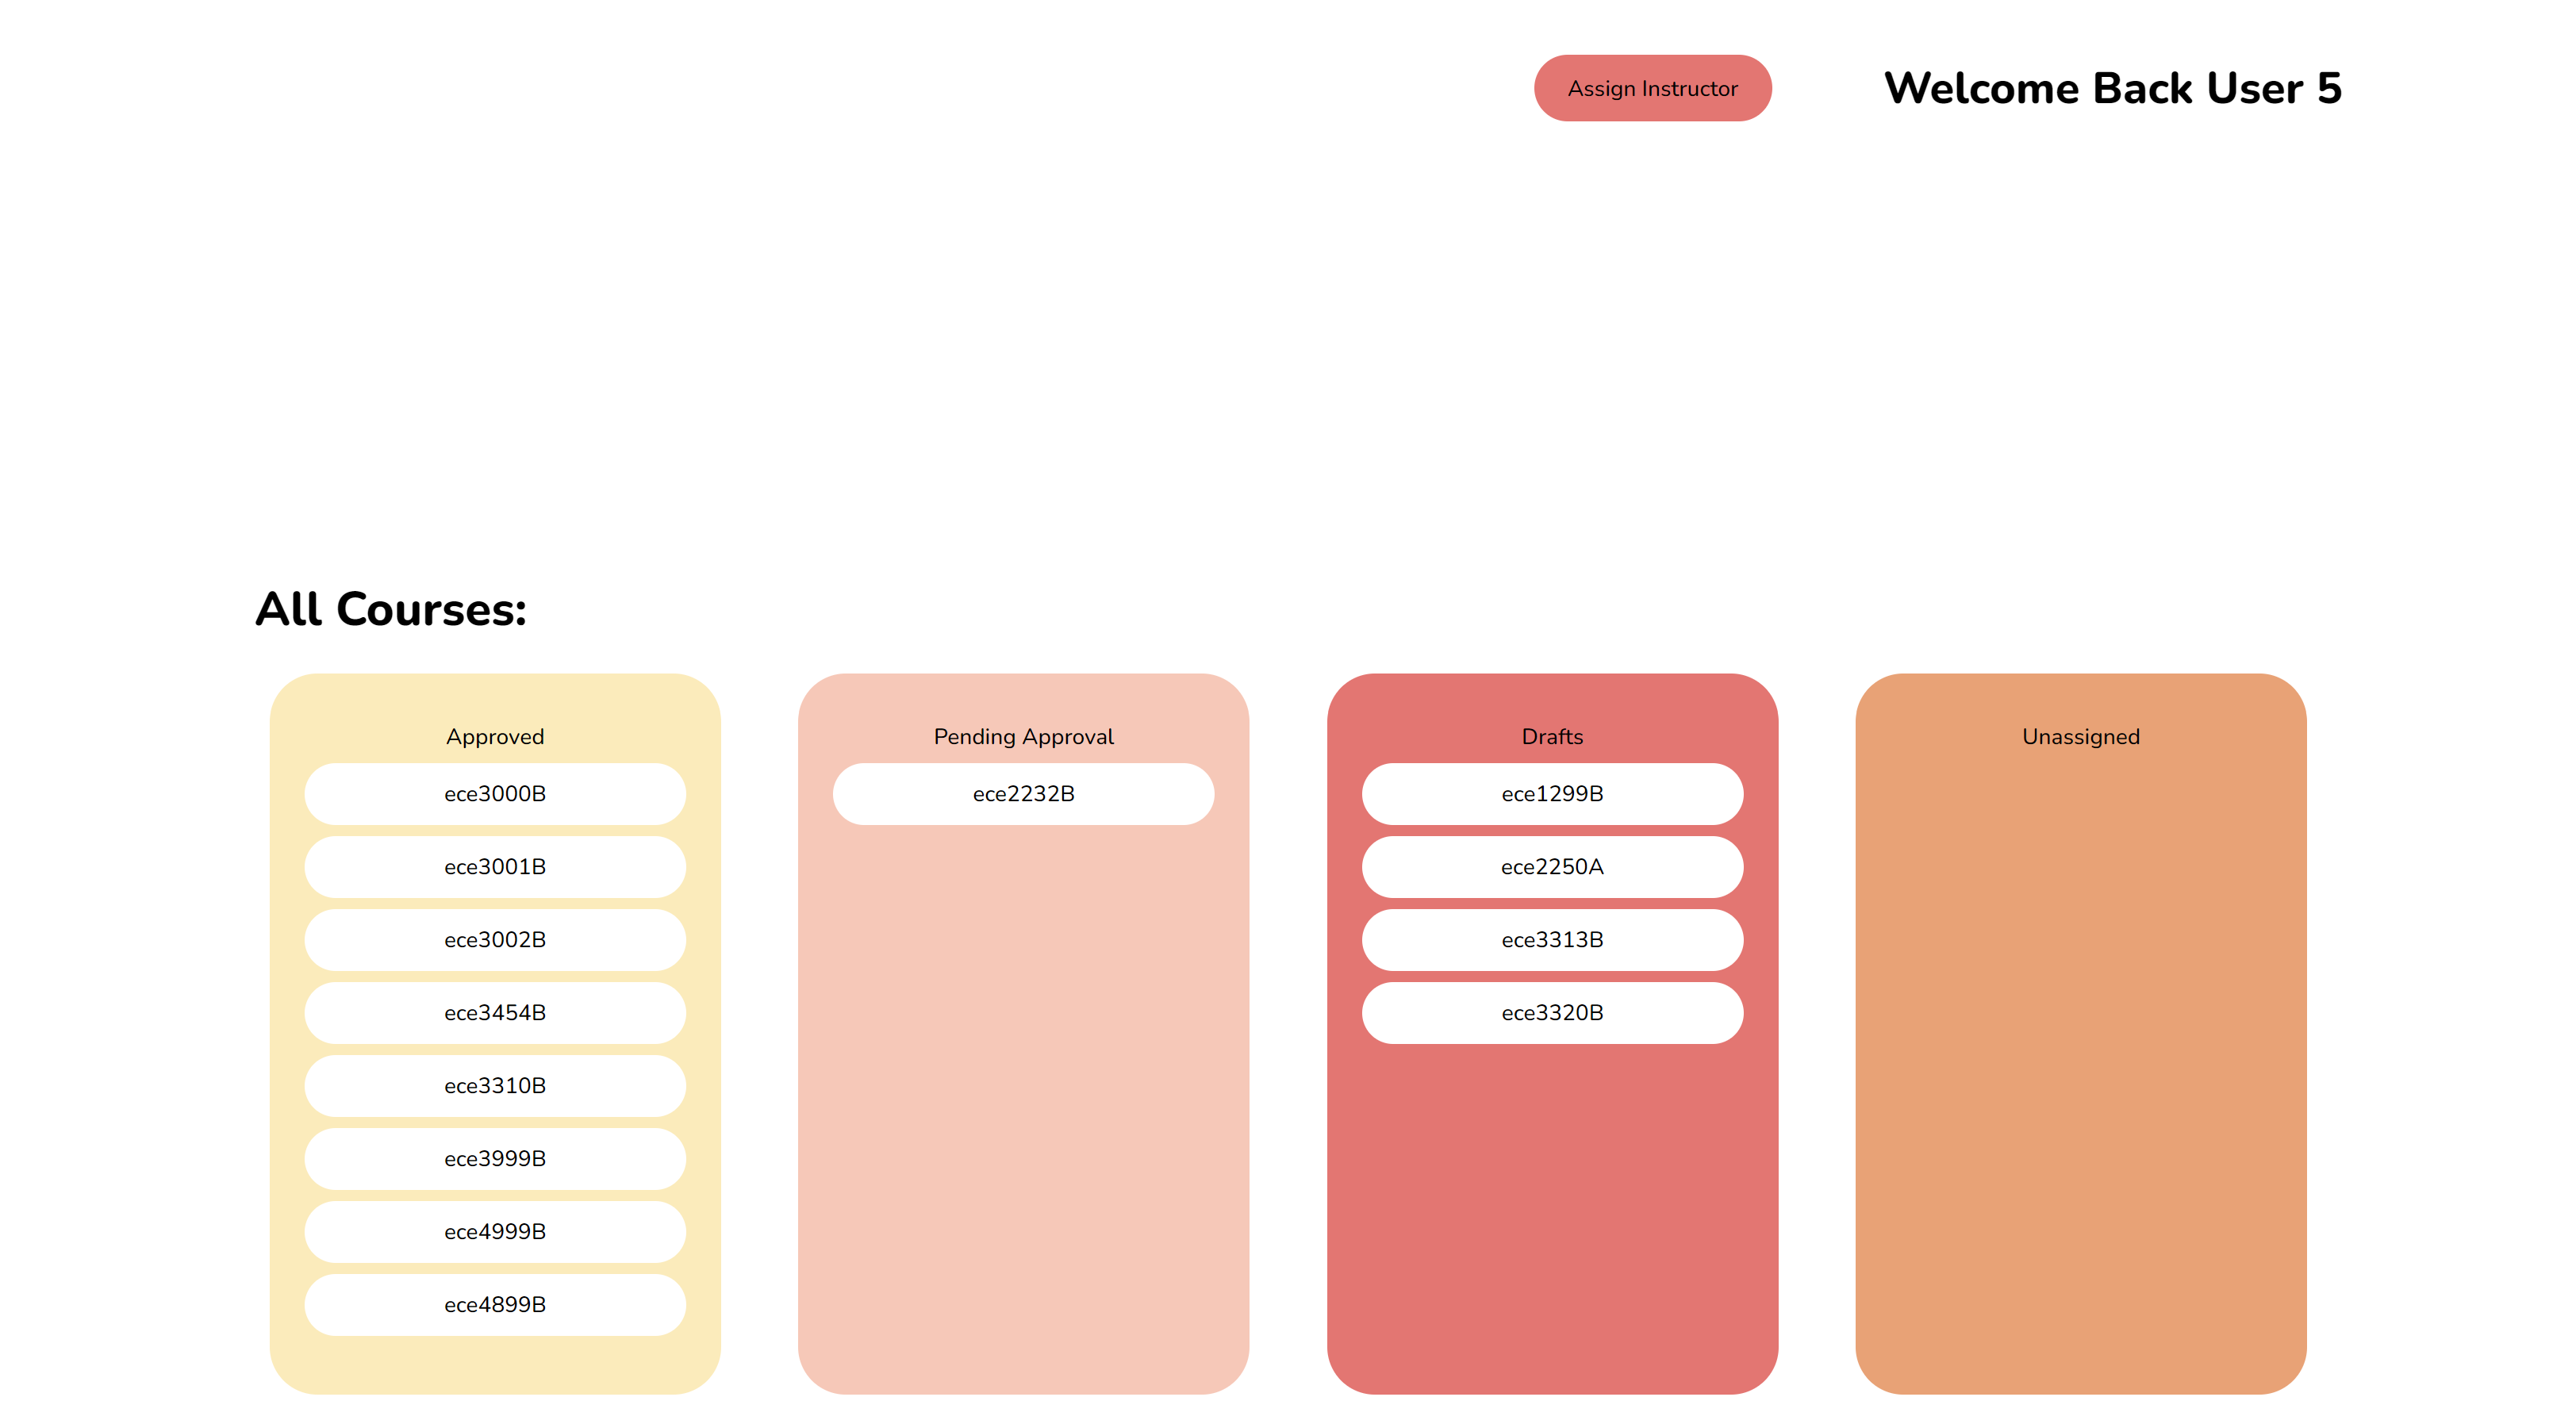 Assign Instructor
Welcome Back User 5
All Courses:
Approved
ece3000B
ece3001B
ece3002B
ece3454B
ece3310B
ece3999B
ece4999B
ece4899B
Pending Approval
ece2232B
Drafts
ece1299B
ece2250A
ece3313B
ece3320B
Unassigned